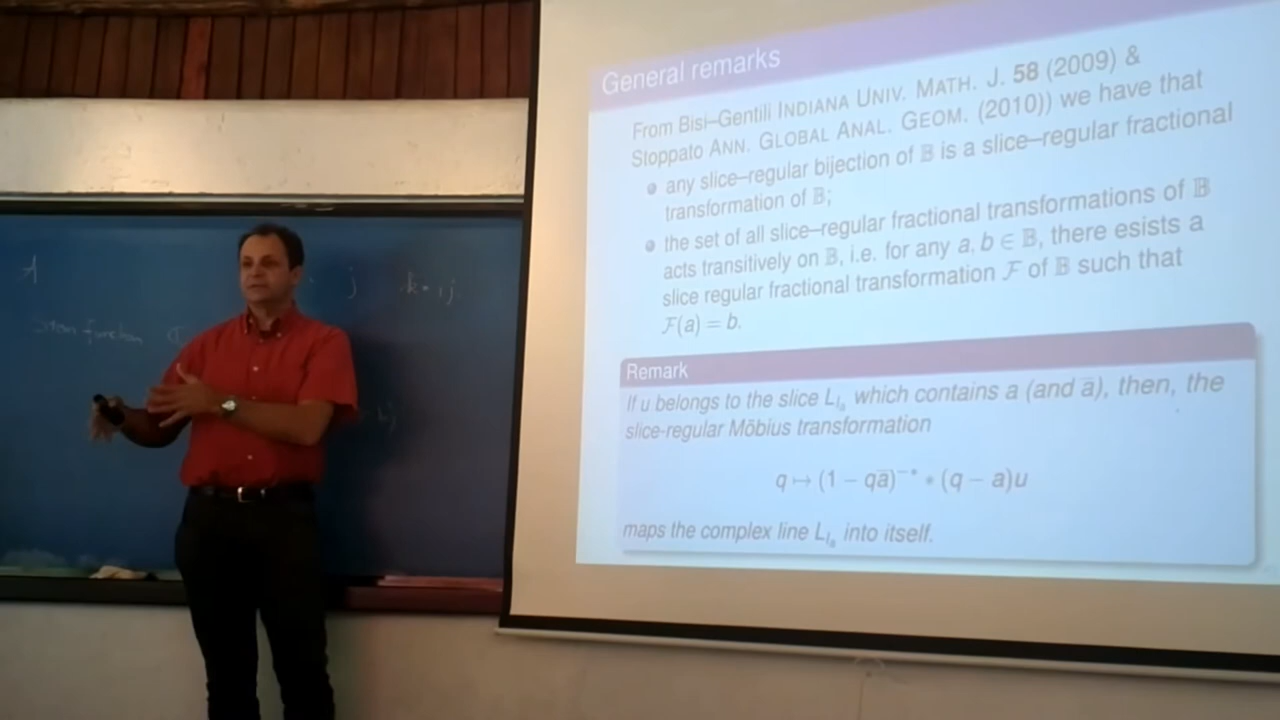 General remarks
From Bisi–Gentili INDIANA UNIV. MATH. J. 58 (2009) &
Stoppato ANN. GLOBAL ANAL. GEOM. (2010)) we have that
any slice–regular bijection of 𝔹 is a slice–regular fractional
transformation of 𝔹;
the set of all slice–regular fractional transformations of 𝔹
acts transitively on 𝔹, i.e. for any a, b ∈ 𝔹, there esists a
slice regular fractional transformation ℱ of 𝔹 such that
ℱ(a) = b.
Remark
If u belongs to the slice L_{I_a} which contains a (and a̅), then, the
slice-regular Möbius transformation
q ↦ (1 − qa̅)^{−*} * (q − a)u
maps the complex line L_{I_a} into itself.
A
j k = ij
function